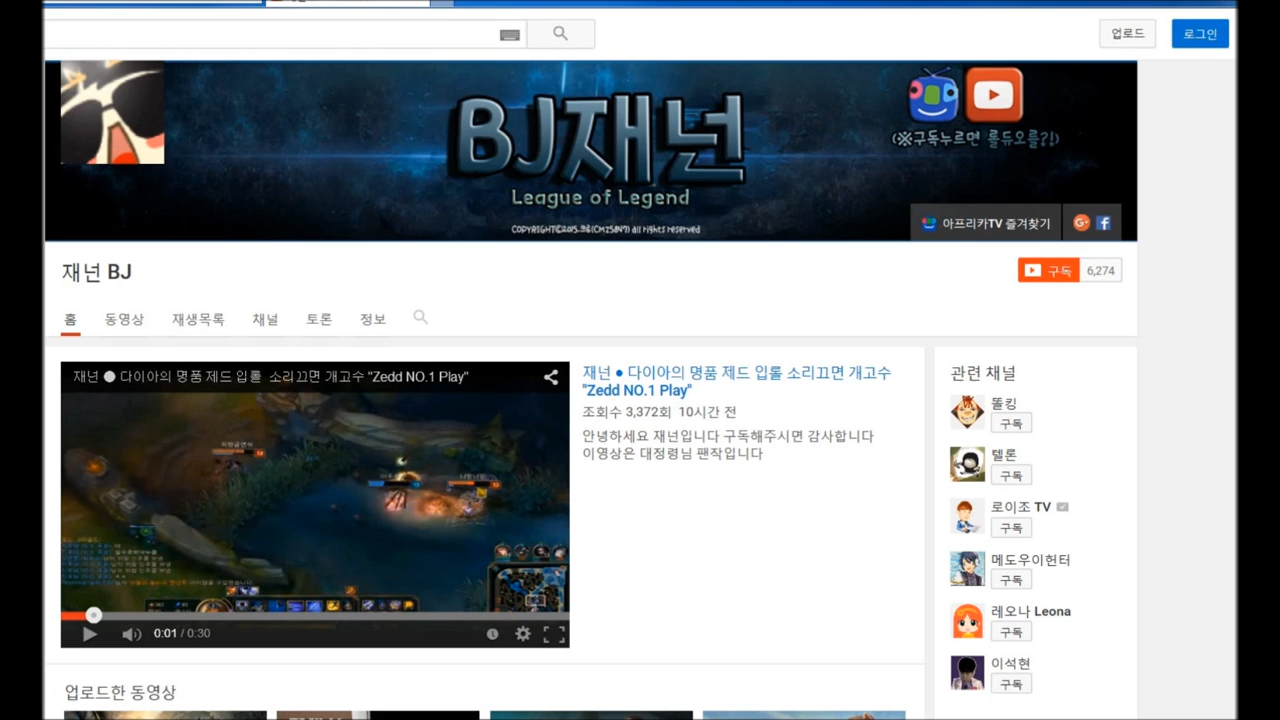 업로드
로그인
BJ재넌
League of Legend
COPYRIGHTⓒ2015.크롬(CM25847) all rights reserved
(※구독누르면 를듀오를?!)
아프리카TV 즐겨찾기
재넌 BJ
구독 6,274
홈 동영상 재생목록 채널 토론 정보
재넌 ● 다이아의 명품 제드 입롤 소리끄면 개고수 "Zedd NO.1 Play"
0:01 / 0:30
재넌 ● 다이아의 명품 제드 입롤 소리끄면 개고수
"Zedd NO.1 Play"
조회수 3,372회 10시간 전
안녕하세요 재넌입니다 구독해주시면 감사합니다
이영상은 대정령님 팬작입니다
관련 채널
똘킹
구독
텔론
구독
로이조 TV
구독
메도우이헌터
구독
레오나 Leona
구독
이석현
구독
업로드한 동영상